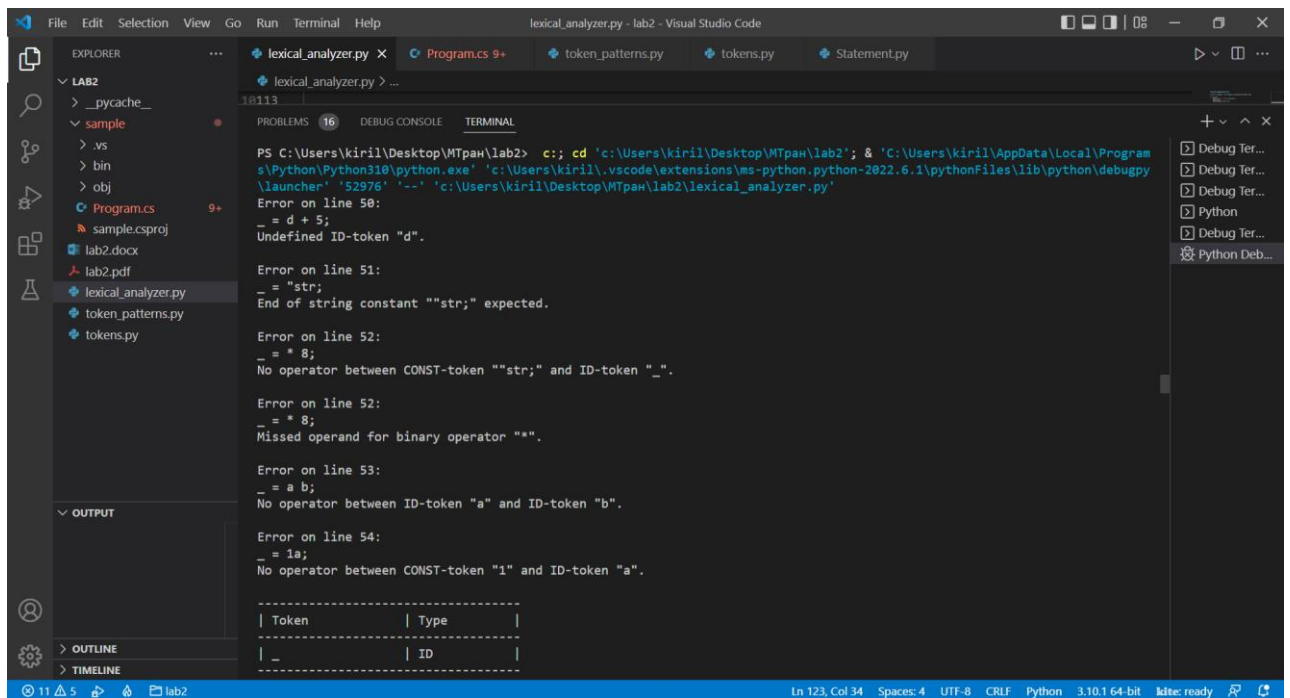 File Edit Selection View Go Run Terminal Help
lexical_analyzer.py - lab2 - Visual Studio Code
EXPLORER
LAB2
__pycache__
sample
.vs
bin
obj
Program.cs 9+
sample.csproj
lab2.docx
lab2.pdf
lexical_analyzer.py
token_patterns.py
tokens.py
OUTPUT
OUTLINE
TIMELINE
lexical_analyzer.py
Program.cs 9+
token_patterns.py
tokens.py
Statement.py
lexical_analyzer.py > ...
113
PROBLEMS 16 DEBUG CONSOLE TERMINAL
PS C:\Users\kiril\Desktop\МТран\lab2> c:; cd 'c:\Users\kiril\Desktop\МТран\lab2'; & 'C:\Users\kiril\AppData\Local\Program
s\Python\Python310\python.exe' 'c:\Users\kiril\.vscode\extensions\ms-python.python-2022.6.1\pythonFiles\lib\python\debugpy
\launcher' '52976' '--' 'c:\Users\kiril\Desktop\МТран\lab2\lexical_analyzer.py'
Error on line 50:
_ = d + 5;
Undefined ID-token "d".
Error on line 51:
_ = "str;
End of string constant ""str;" expected.
Error on line 52:
_ = * 8;
No operator between CONST-token ""str;" and ID-token "_".
Error on line 52:
_ = * 8;
Missed operand for binary operator "*".
Error on line 53:
_ = a b;
No operator between ID-token "a" and ID-token "b".
Error on line 54:
_ = 1a;
No operator between CONST-token "1" and ID-token "a".
------------------------------------
| Token | Type |
------------------------------------
| _ | ID |
------------------------------------
Debug Ter...
Debug Ter...
Debug Ter...
Python
Debug Ter...
Python Deb...
11 5 lab2
Ln 123, Col 34 Spaces: 4 UTF-8 CRLF Python 3.10.1 64-bit kite: ready